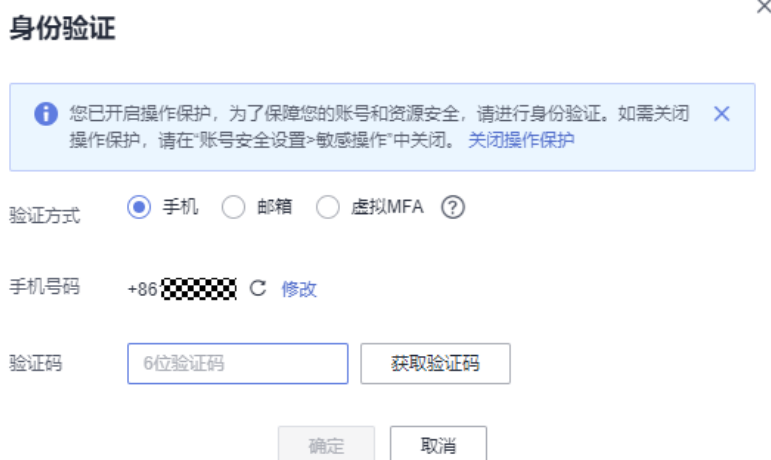 身份验证
您已开启操作保护，为了保障您的账号和资源安全，请进行身份验证。如需关闭
操作保护，请在“账号安全设置>敏感操作”中关闭。 关闭操作保护
验证方式 手机 邮箱 虚拟MFA ?
手机号码 +86 修改
验证码 6位验证码 获取验证码
确定 取消